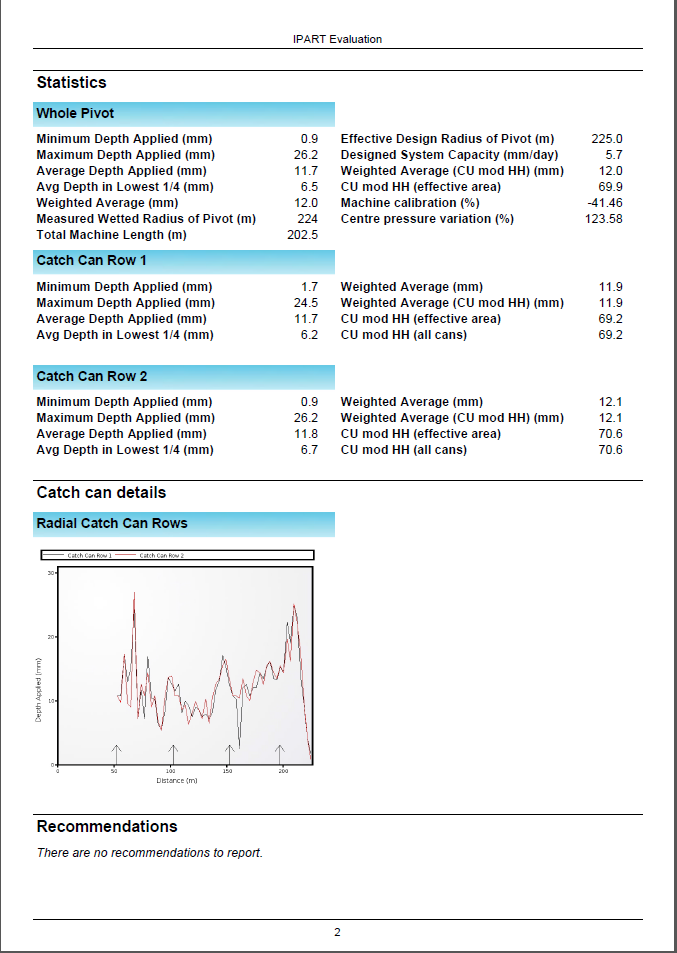 IPART Evaluation
Statistics
Whole Pivot
Minimum Depth Applied (mm) 0.9 Effective Design Radius of Pivot (m) 225.0
Maximum Depth Applied (mm) 26.2 Designed System Capacity (mm/day) 5.7
Average Depth Applied (mm) 11.7 Weighted Average (CU mod HH) (mm) 12.0
Avg Depth in Lowest 1/4 (mm) 6.5 CU mod HH (effective area) 69.9
Weighted Average (mm) 12.0 Machine calibration (%) -41.46
Measured Wetted Radius of Pivot (m) 224 Centre pressure variation (%) 123.58
Total Machine Length (m) 202.5
Catch Can Row 1
Minimum Depth Applied (mm) 1.7 Weighted Average (mm) 11.9
Maximum Depth Applied (mm) 24.5 Weighted Average (CU mod HH) (mm) 11.9
Average Depth Applied (mm) 11.7 CU mod HH (effective area) 69.2
Avg Depth in Lowest 1/4 (mm) 6.2 CU mod HH (all cans) 69.2
Catch Can Row 2
Minimum Depth Applied (mm) 0.9 Weighted Average (mm) 12.1
Maximum Depth Applied (mm) 26.2 Weighted Average (CU mod HH) (mm) 12.1
Average Depth Applied (mm) 11.8 CU mod HH (effective area) 70.6
Avg Depth in Lowest 1/4 (mm) 6.7 CU mod HH (all cans) 70.6
Catch can details
Radial Catch Can Rows
Catch Can Row 1 Catch Can Row 2
30
20
10
0
Depth Applied (mm)
0 50 100 150 200
Distance (m)
Recommendations
There are no recommendations to report.
2